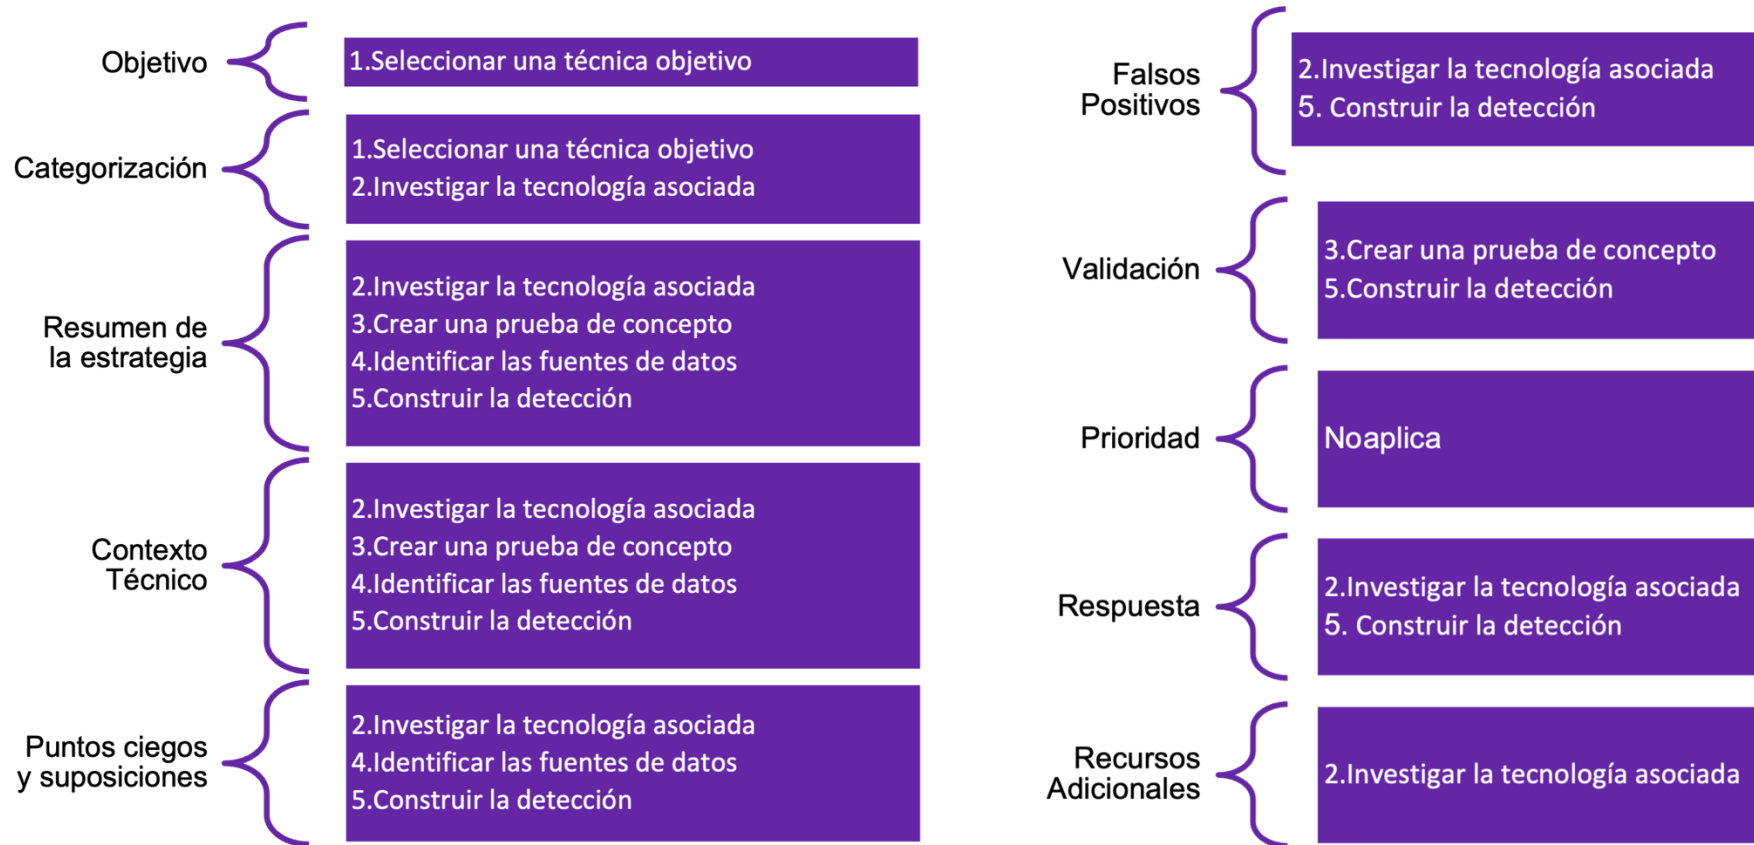 Objetivo
1.Seleccionar una técnica objetivo
Categorización
1.Seleccionar una técnica objetivo
2.Investigar la tecnología asociada
Resumen de
la estrategia
2.Investigar la tecnología asociada
3.Crear una prueba de concepto
4.Identificar las fuentes de datos
5.Construir la detección
Contexto
Técnico
2.Investigar la tecnología asociada
3.Crear una prueba de concepto
4.Identificar las fuentes de datos
5.Construir la detección
Puntos ciegos
y suposiciones
2.Investigar la tecnología asociada
4.Identificar las fuentes de datos
5.Construir la detección
Falsos
Positivos
2.Investigar la tecnología asociada
5. Construir la detección
Validación
3.Crear una prueba de concepto
5.Construir la detección
Prioridad
Noaplica
Respuesta
2.Investigar la tecnología asociada
5. Construir la detección
Recursos
Adicionales
2.Investigar la tecnología asociada